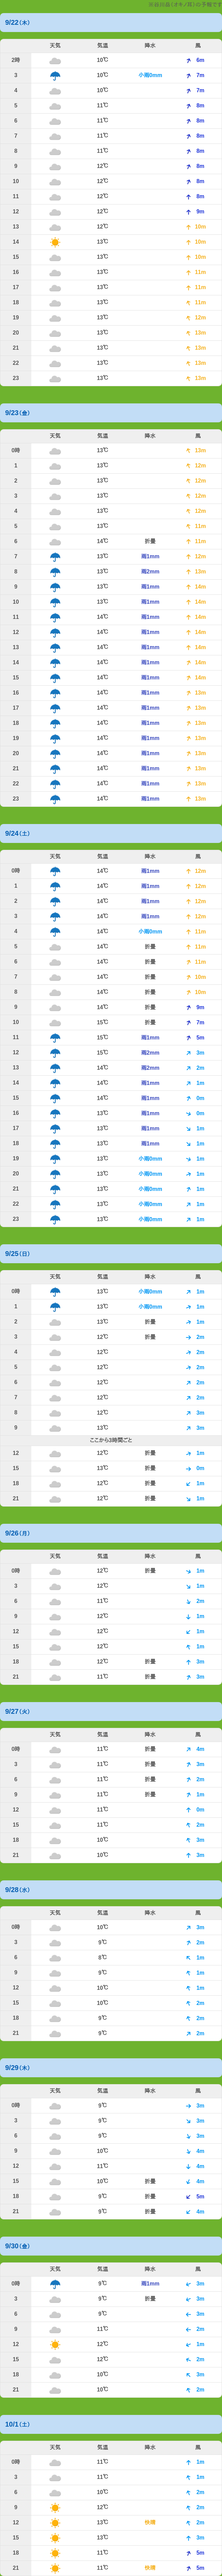 9/22(木)
天気 気温 降水 風
2時 10℃ 6m
3 10℃ 小雨0mm 7m
4 10℃ 7m
5 11℃ 8m
6 11℃ 8m
7 11℃ 8m
8 11℃ 8m
9 12℃ 8m
10 12℃ 8m
11 12℃ 8m
12 12℃ 9m
13 12℃ 10m
14 13℃ 10m
15 13℃ 10m
16 13℃ 11m
17 13℃ 11m
18 13℃ 11m
19 13℃ 12m
20 13℃ 13m
21 13℃ 13m
22 13℃ 13m
23 13℃ 13m
9/23(金)
天気 気温 降水 風
0時 13℃ 13m
1 13℃ 12m
2 13℃ 12m
3 13℃ 12m
4 13℃ 12m
5 13℃ 11m
6 14℃ 折曇 11m
7 13℃ 雨1mm 12m
8 13℃ 雨2mm 13m
9 13℃ 雨1mm 14m
10 13℃ 雨1mm 14m
11 14℃ 雨1mm 14m
12 14℃ 雨1mm 14m
13 14℃ 雨1mm 14m
14 14℃ 雨1mm 14m
15 14℃ 雨1mm 14m
16 14℃ 雨1mm 13m
17 14℃ 雨1mm 13m
18 14℃ 雨1mm 13m
19 14℃ 雨1mm 13m
20 14℃ 雨1mm 13m
21 14℃ 雨1mm 13m
22 14℃ 雨1mm 13m
23 14℃ 雨1mm 13m
9/24(土)
天気 気温 降水 風
0時 14℃ 雨1mm 12m
1 14℃ 雨1mm 12m
2 14℃ 雨1mm 12m
3 14℃ 雨1mm 12m
4 14℃ 小雨0mm 11m
5 14℃ 折曇 11m
6 14℃ 折曇 11m
7 14℃ 折曇 10m
8 14℃ 折曇 10m
9 14℃ 折曇 9m
10 15℃ 折曇 7m
11 15℃ 雨1mm 5m
12 15℃ 雨2mm 3m
13 14℃ 雨2mm 2m
14 14℃ 雨1mm 1m
15 14℃ 雨1mm 0m
16 13℃ 雨1mm 0m
17 13℃ 雨1mm 1m
18 13℃ 雨1mm 1m
19 13℃ 小雨0mm 1m
20 13℃ 小雨0mm 1m
21 13℃ 小雨0mm 1m
22 13℃ 小雨0mm 1m
23 13℃ 小雨0mm 1m
9/25(日)
天気 気温 降水 風
0時 13℃ 小雨0mm 1m
1 13℃ 小雨0mm 1m
2 13℃ 折曇 1m
3 12℃ 折曇 2m
4 12℃ 2m
5 12℃ 2m
6 12℃ 2m
7 12℃ 2m
8 12℃ 3m
9 13℃ 3m
ここから3時間ごと
12 12℃ 折曇 1m
15 13℃ 折曇 0m
18 12℃ 折曇 1m
21 12℃ 折曇 1m
9/26(月)
天気 気温 降水 風
0時 12℃ 折曇 1m
3 12℃ 1m
6 11℃ 2m
9 12℃ 1m
12 12℃ 1m
15 12℃ 1m
18 12℃ 折曇 3m
21 11℃ 折曇 3m
9/27(火)
天気 気温 降水 風
0時 11℃ 折曇 4m
3 11℃ 折曇 3m
6 11℃ 折曇 2m
9 11℃ 折曇 1m
12 11℃ 0m
15 11℃ 2m
18 10℃ 3m
21 10℃ 3m
9/28(水)
天気 気温 降水 風
0時 10℃ 3m
3 9℃ 2m
6 8℃ 1m
9 9℃ 1m
12 10℃ 1m
15 10℃ 2m
18 9℃ 2m
21 9℃ 2m
9/29(木)
天気 気温 降水 風
0時 9℃ 3m
3 9℃ 3m
6 9℃ 3m
9 10℃ 4m
12 11℃ 4m
15 10℃ 折曇 4m
18 9℃ 折曇 5m
21 9℃ 折曇 4m
9/30(金)
天気 気温 降水 風
0時 9℃ 雨1mm 3m
3 9℃ 折曇 3m
6 9℃ 3m
9 11℃ 2m
12 12℃ 1m
15 12℃ 2m
18 10℃ 3m
21 10℃ 2m
10/1(土)
天気 気温 降水 風
0時 11℃ 1m
3 11℃ 1m
6 10℃ 2m
9 12℃ 2m
12 13℃ 快晴 2m
15 13℃ 3m
18 11℃ 5m
21 11℃ 快晴 5m